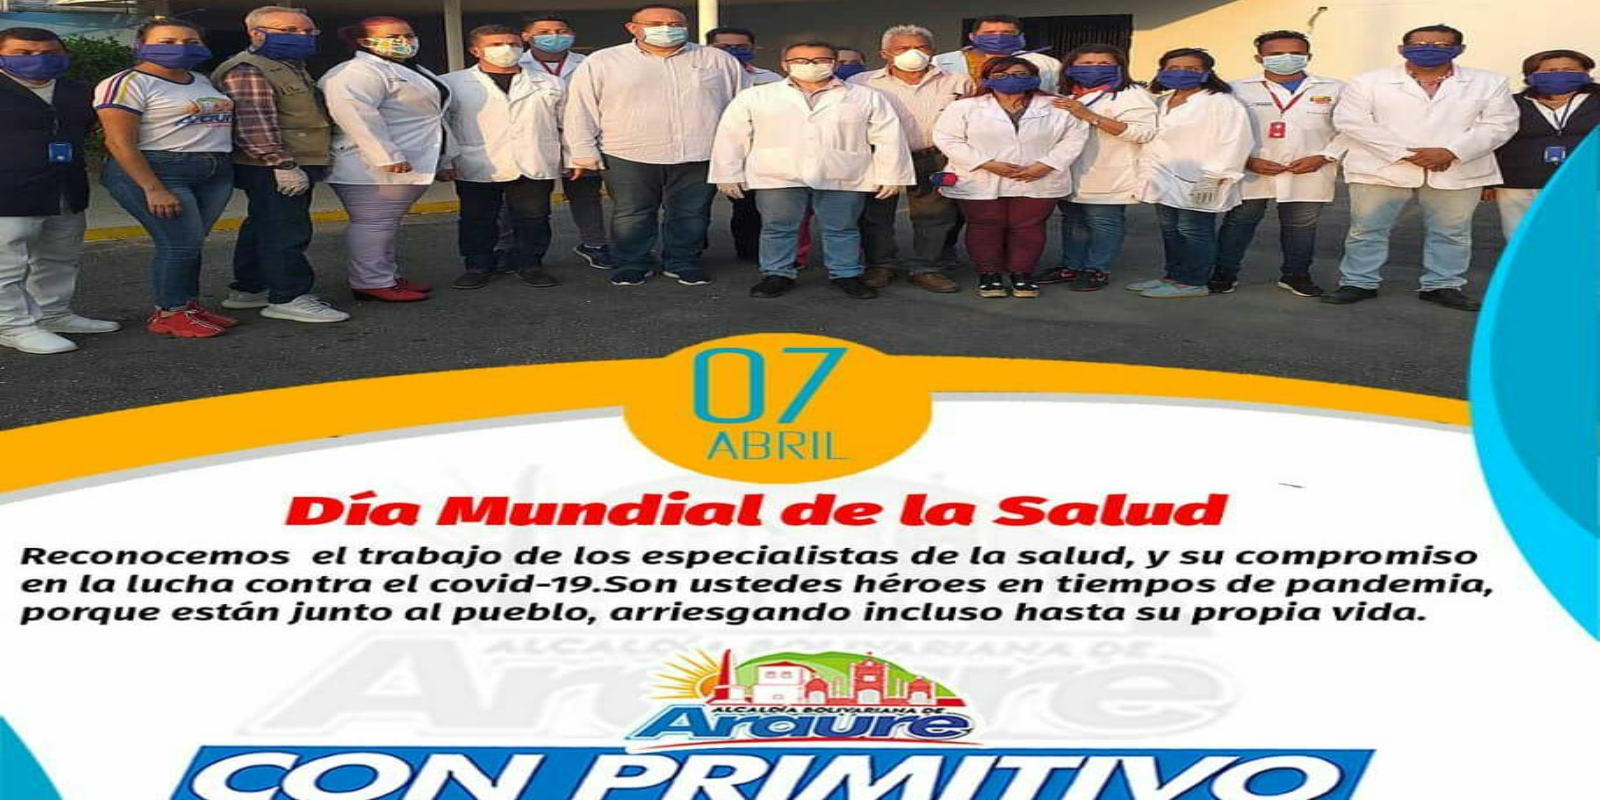 07
ABRIL
Día Mundial de la Salud
Reconocemos el trabajo de los especialistas de la salud, y su compromiso
en la lucha contra el covid-19.Son ustedes héroes en tiempos de pandemia,
porque están junto al pueblo, arriesgando incluso hasta su propia vida.
ALCALDÍA BOLIVARIANA DE
Araure
CON PRIMITIVO